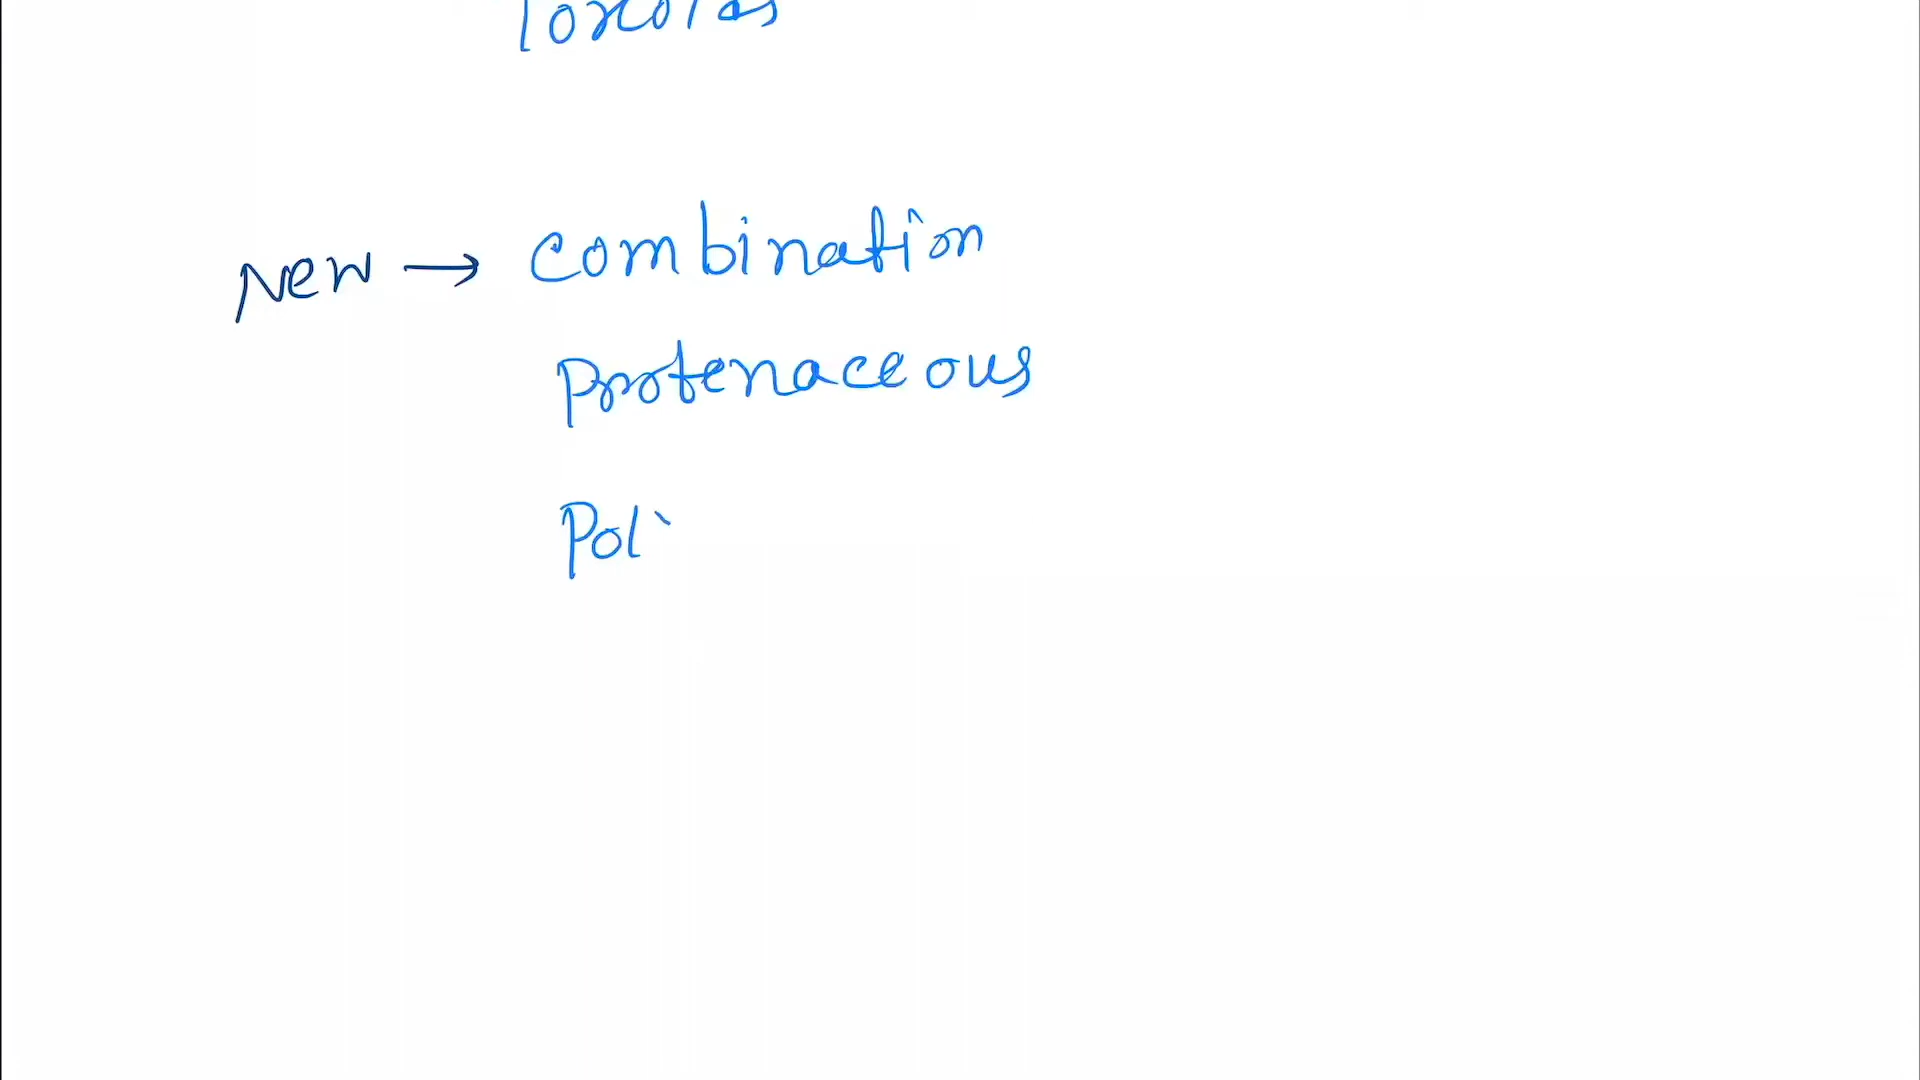 New → Combination
Protenaceous
Pol